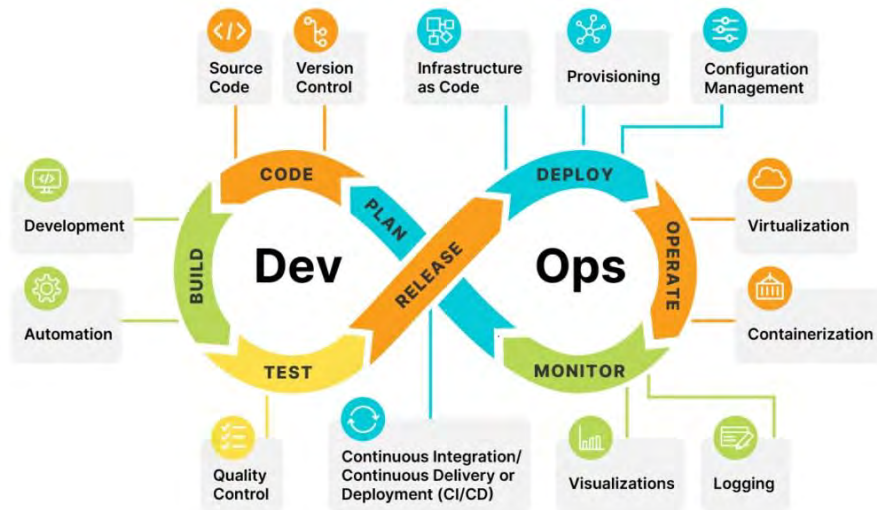 Source
Code
Version
Control
Infrastructure
as Code
Provisioning
Configuration
Management
CODE
PLAN
DEPLOY
Development
BUILD
Dev
RELEASE
Ops
OPERATE
Virtualization
Automation
Containerization
TEST
MONITOR
Quality
Control
Continuous Integration/
Continuous Delivery or
Deployment (CI/CD)
Visualizations
Logging